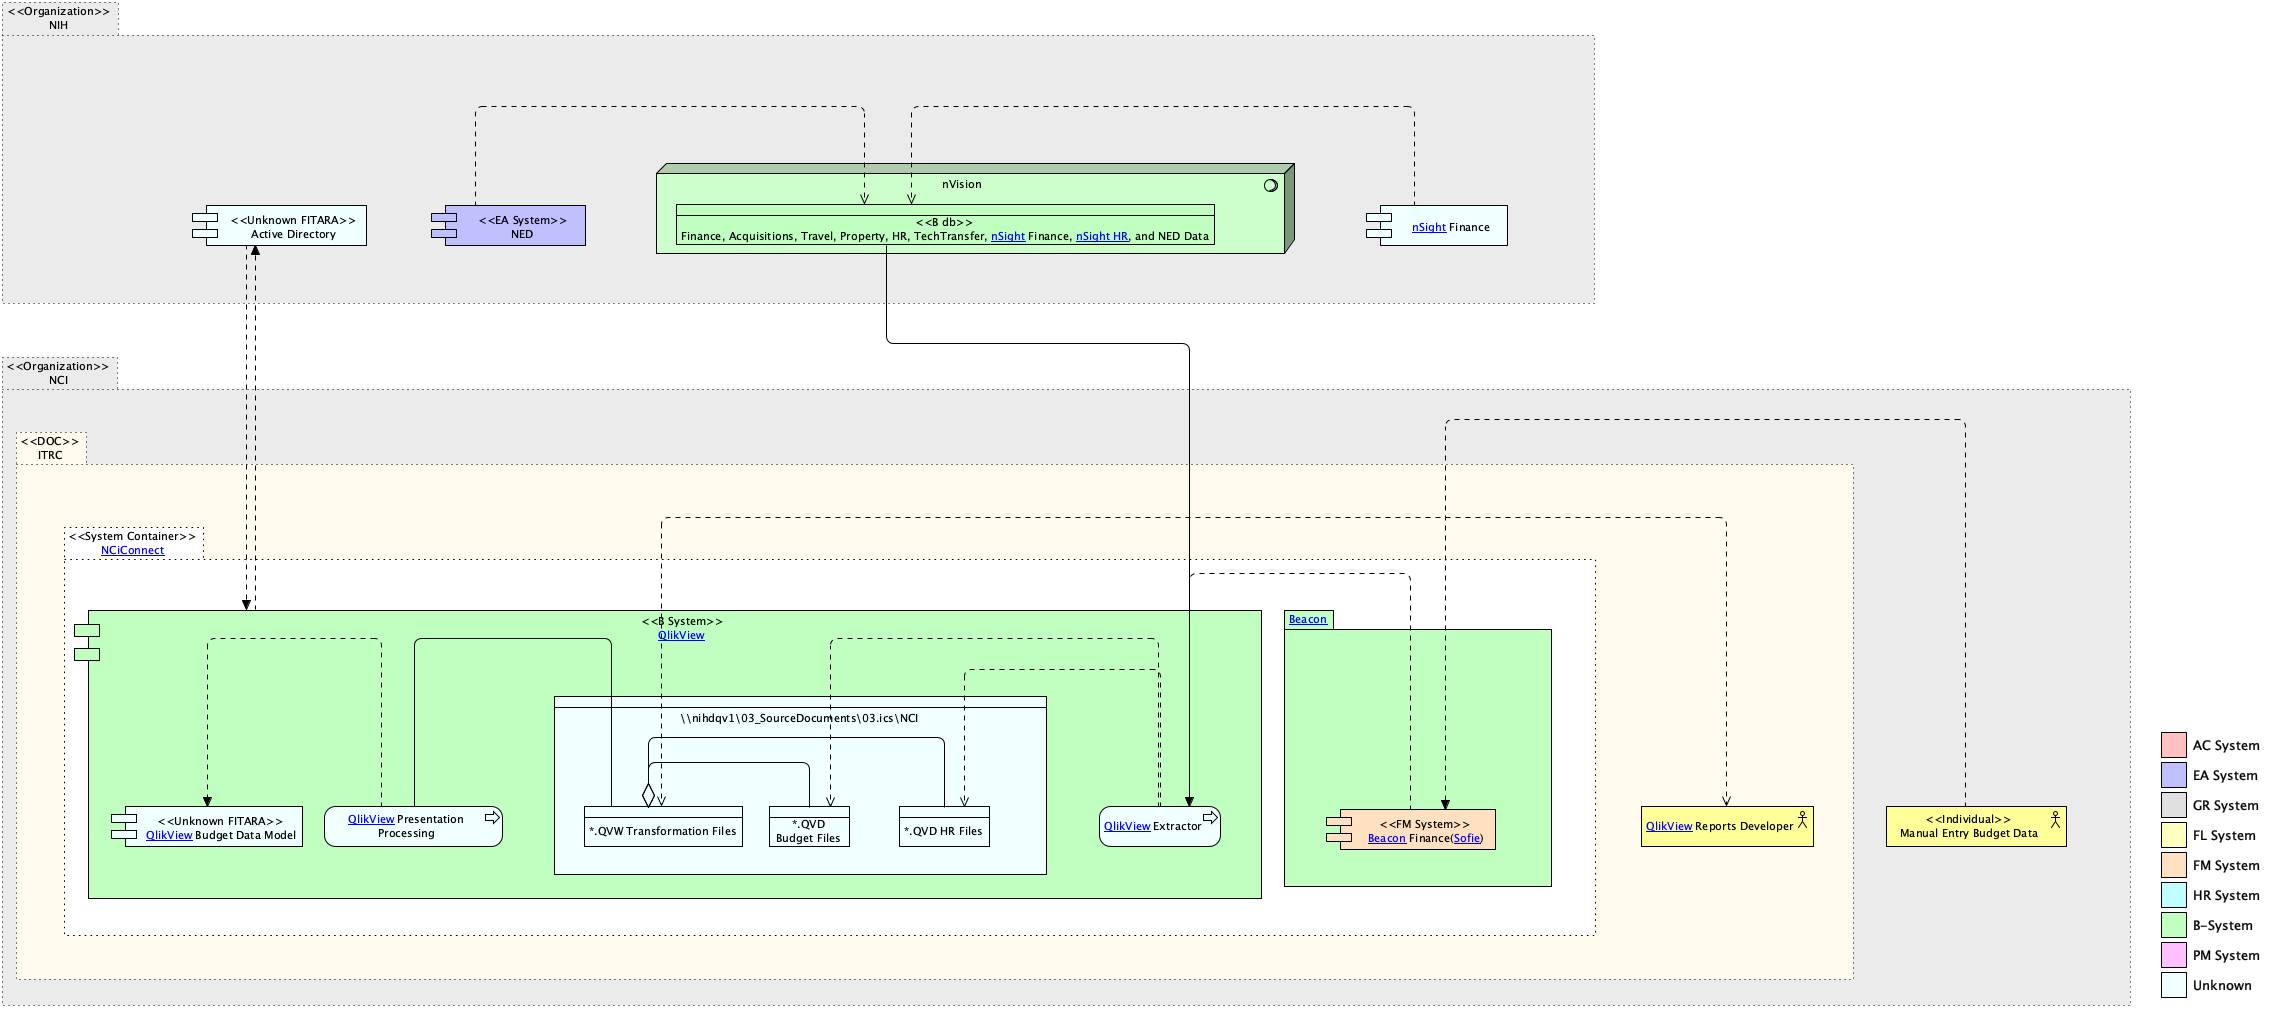 <<Organization>>
NIH
nVision
<<Unknown FITARA>>
Active Directory
<<EA System>>
NED
<<B db>>
Finance, Acquisitions, Travel, Property, HR, TechTransfer, nSight Finance, nSight HR, and NED Data
nSight Finance
<<Organization>>
NCI
<<DOC>>
ITRC
<<System Container>>
NCiConnect
<<B System>>
QlikView
Beacon
\\nihdqv1\03_SourceDocuments\03.ics\NCI
<<Unknown FITARA>>
QlikView Budget Data Model
QlikView Presentation
Processing
*.QVW Transformation Files
*.QVD
Budget Files
*.QVD HR Files
QlikView Extractor
<<FM System>>
Beacon Finance(Sofie)
QlikView Reports Developer
<<Individual>>
Manual Entry Budget Data
AC System
EA System
GR System
FL System
FM System
HR System
B-System
PM System
Unknown